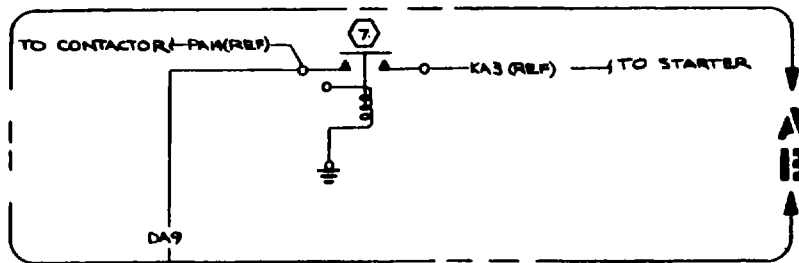 7.
TO CONTACTOR PA14(REF)
KA3 (REF) TO STARTER
DA9